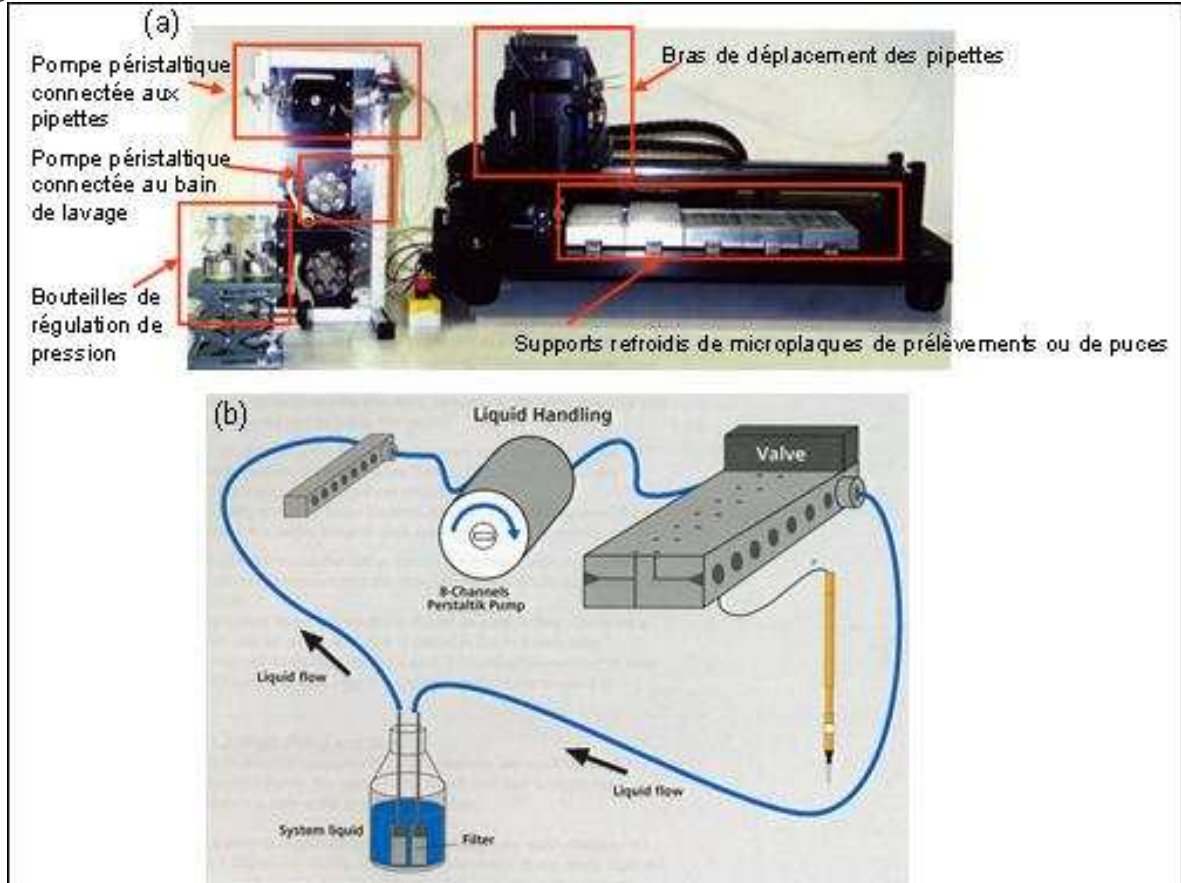 (a)
Pompe péristaltique
connectée aux
pipettes
Bras de déplacement des pipettes
Pompe péristaltique
connectée au bain
de lavage
Bouteilles de
régulation de
pression
Supports refroidis de microplaques de prélèvements ou de puces
(b)
Liquid Handling
Valve
8-Channels
Perstaltik Pump
Liquid flow
Liquid flow
System liquid
Filter